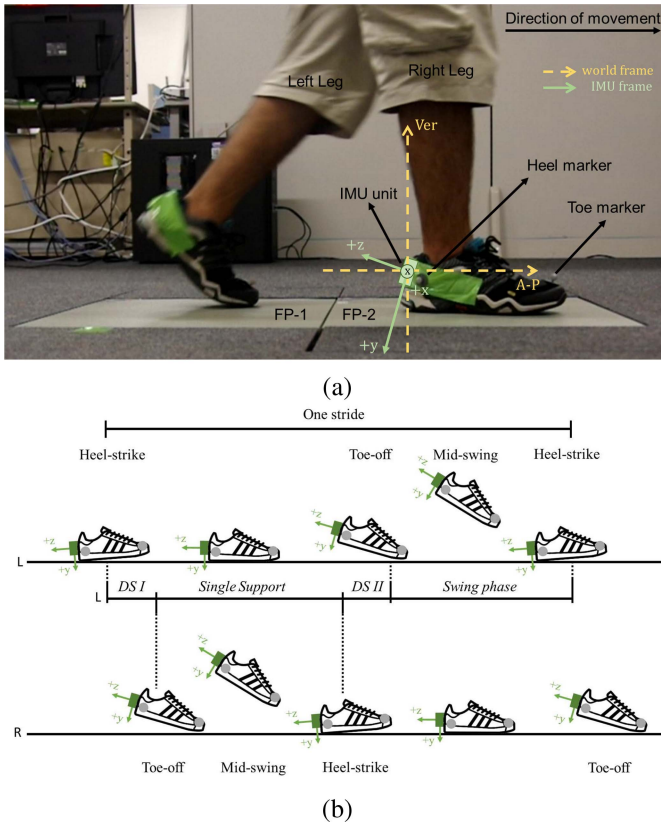 Direction of movement
world frame
IMU frame
Left Leg
Right Leg
Ver
Heel marker
IMU unit
Toe marker
+z
x
+x
A-P
FP-1
FP-2
+y
(a)
One stride
Heel-strike
Toe-off
Mid-swing
Heel-strike
+z
+y
+z
+y
+z
+y
+z
+y
+z
+y
L
L
DS I
Single Support
DS II
Swing phase
+z
+y
+z
+y
+z
+y
+z
+y
+z
+y
R
Toe-off
Mid-swing
Heel-strike
Toe-off
(b)